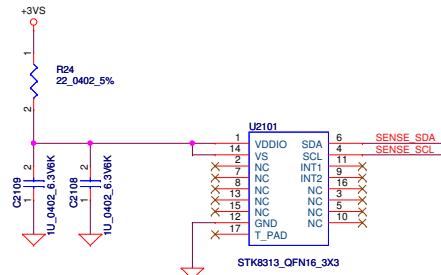 +3VS
1
R24
22_0402_5%
2
U2101
1 VDDIO SDA 6 SENSE_SDA
14 VS SCL 4 SENSE_SCL
2 NC INT1 11
7 NC INT2 9
8 NC NC 16
13 NC NC 3
15 NC NC 5
12 GND NC 10
17 T_PAD
STK8313_QFN16_3X3
2
1
C2109
1U_0402_6.3V6K
2
1
C2108
1U_0402_6.3V6K